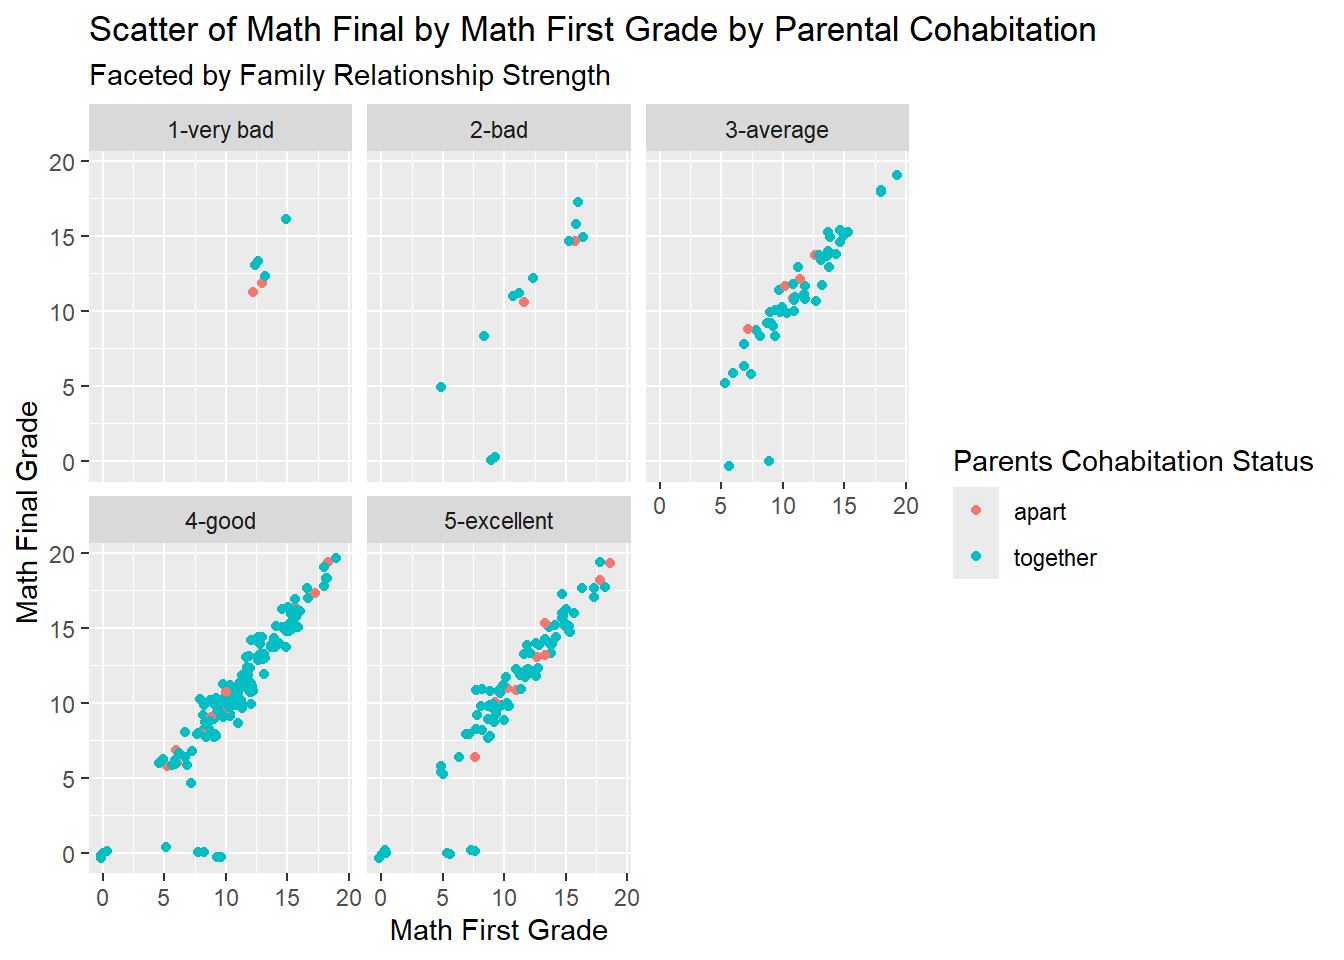 Scatter of Math Final by Math First Grade by Parental Cohabitation
Faceted by Family Relationship Strength
1-very bad
2-bad
3-average
20
15
10
5
0
0 5 10 15 20
4-good
5-excellent
20
15
10
5
0
0 5 10 15 20
0 5 10 15 20
Math Final Grade
Math First Grade
Parents Cohabitation Status
apart
together